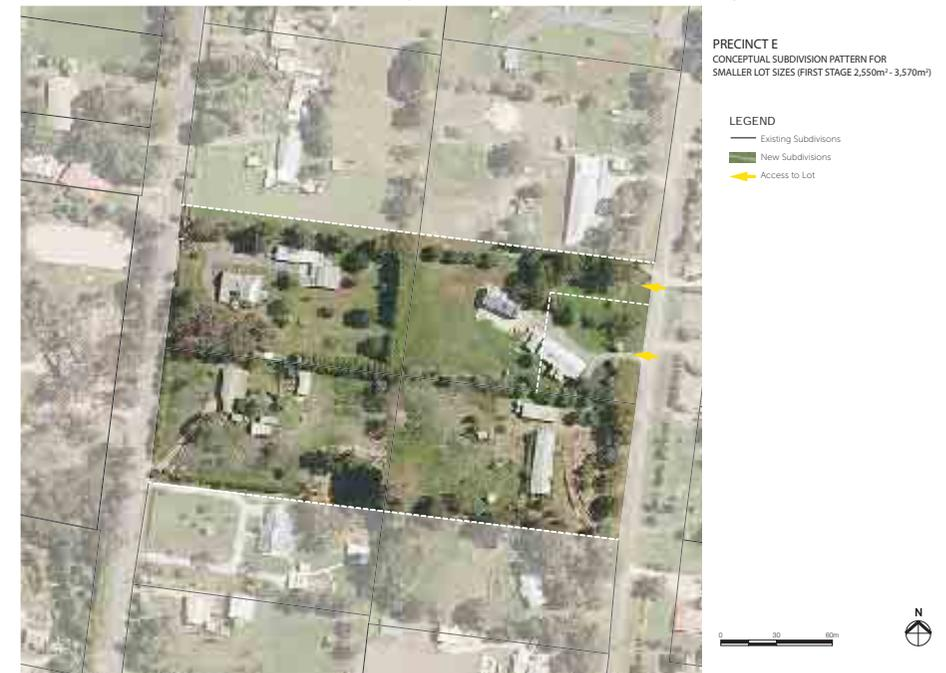 PRECINCT E
CONCEPTUAL SUBDIVISION PATTERN FOR
SMALLER LOT SIZES (FIRST STAGE 2,550m² - 3,570m²)
LEGEND
Existing Subdivisons
New Subdivisions
Access to Lot
N
0 30 60m